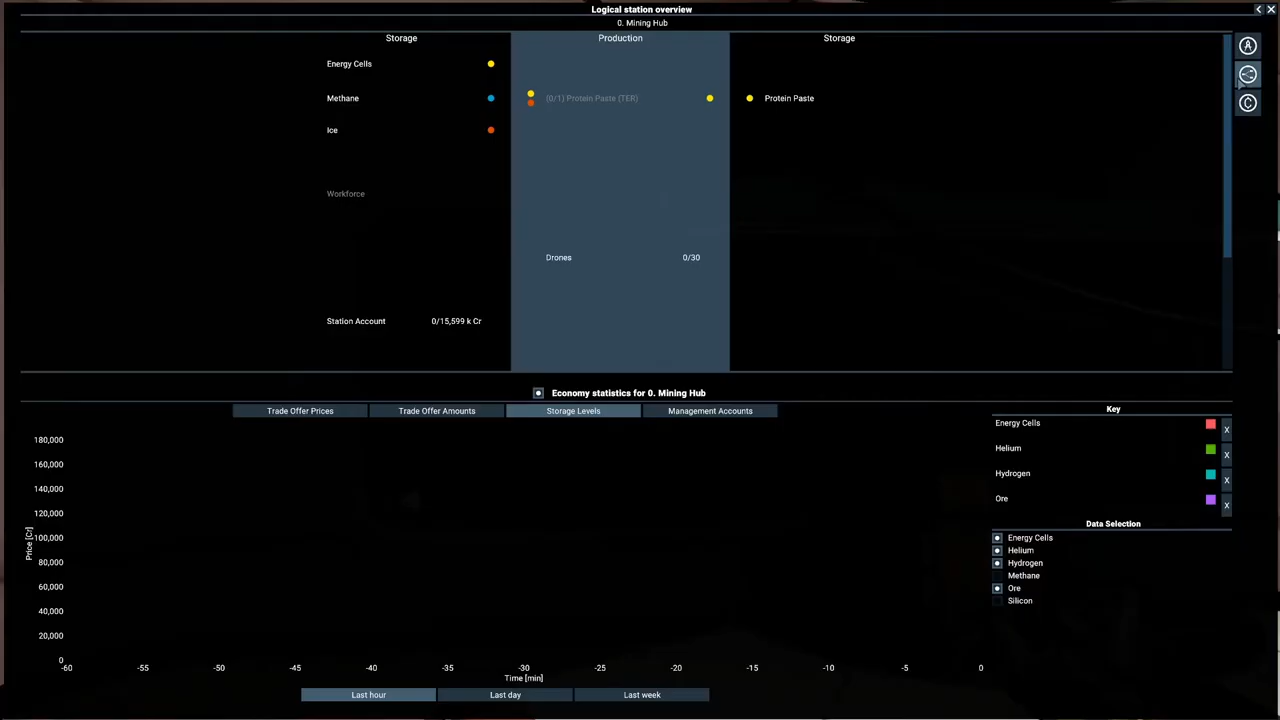 Logical station overview
0. Mining Hub
Storage
Production
Storage
Energy Cells
Methane
(0/1) Protein Paste (TER)
Protein Paste
Ice
Workforce
Drones 0/30
Station Account 0/15,599 k Cr
Economy statistics for 0. Mining Hub
Trade Offer Prices
Trade Offer Amounts
Storage Levels
Management Accounts
Key
Energy Cells X
Helium X
Hydrogen X
Ore X
Data Selection
Energy Cells
Helium
Hydrogen
Methane
Ore
Silicon
180,000
160,000
140,000
120,000
100,000
80,000
60,000
40,000
20,000
0
Price [Cr]
-60 -55 -50 -45 -40 -35 -30 -25 -20 -15 -10 -5 0
Time [min]
Last hour
Last day
Last week
A
C